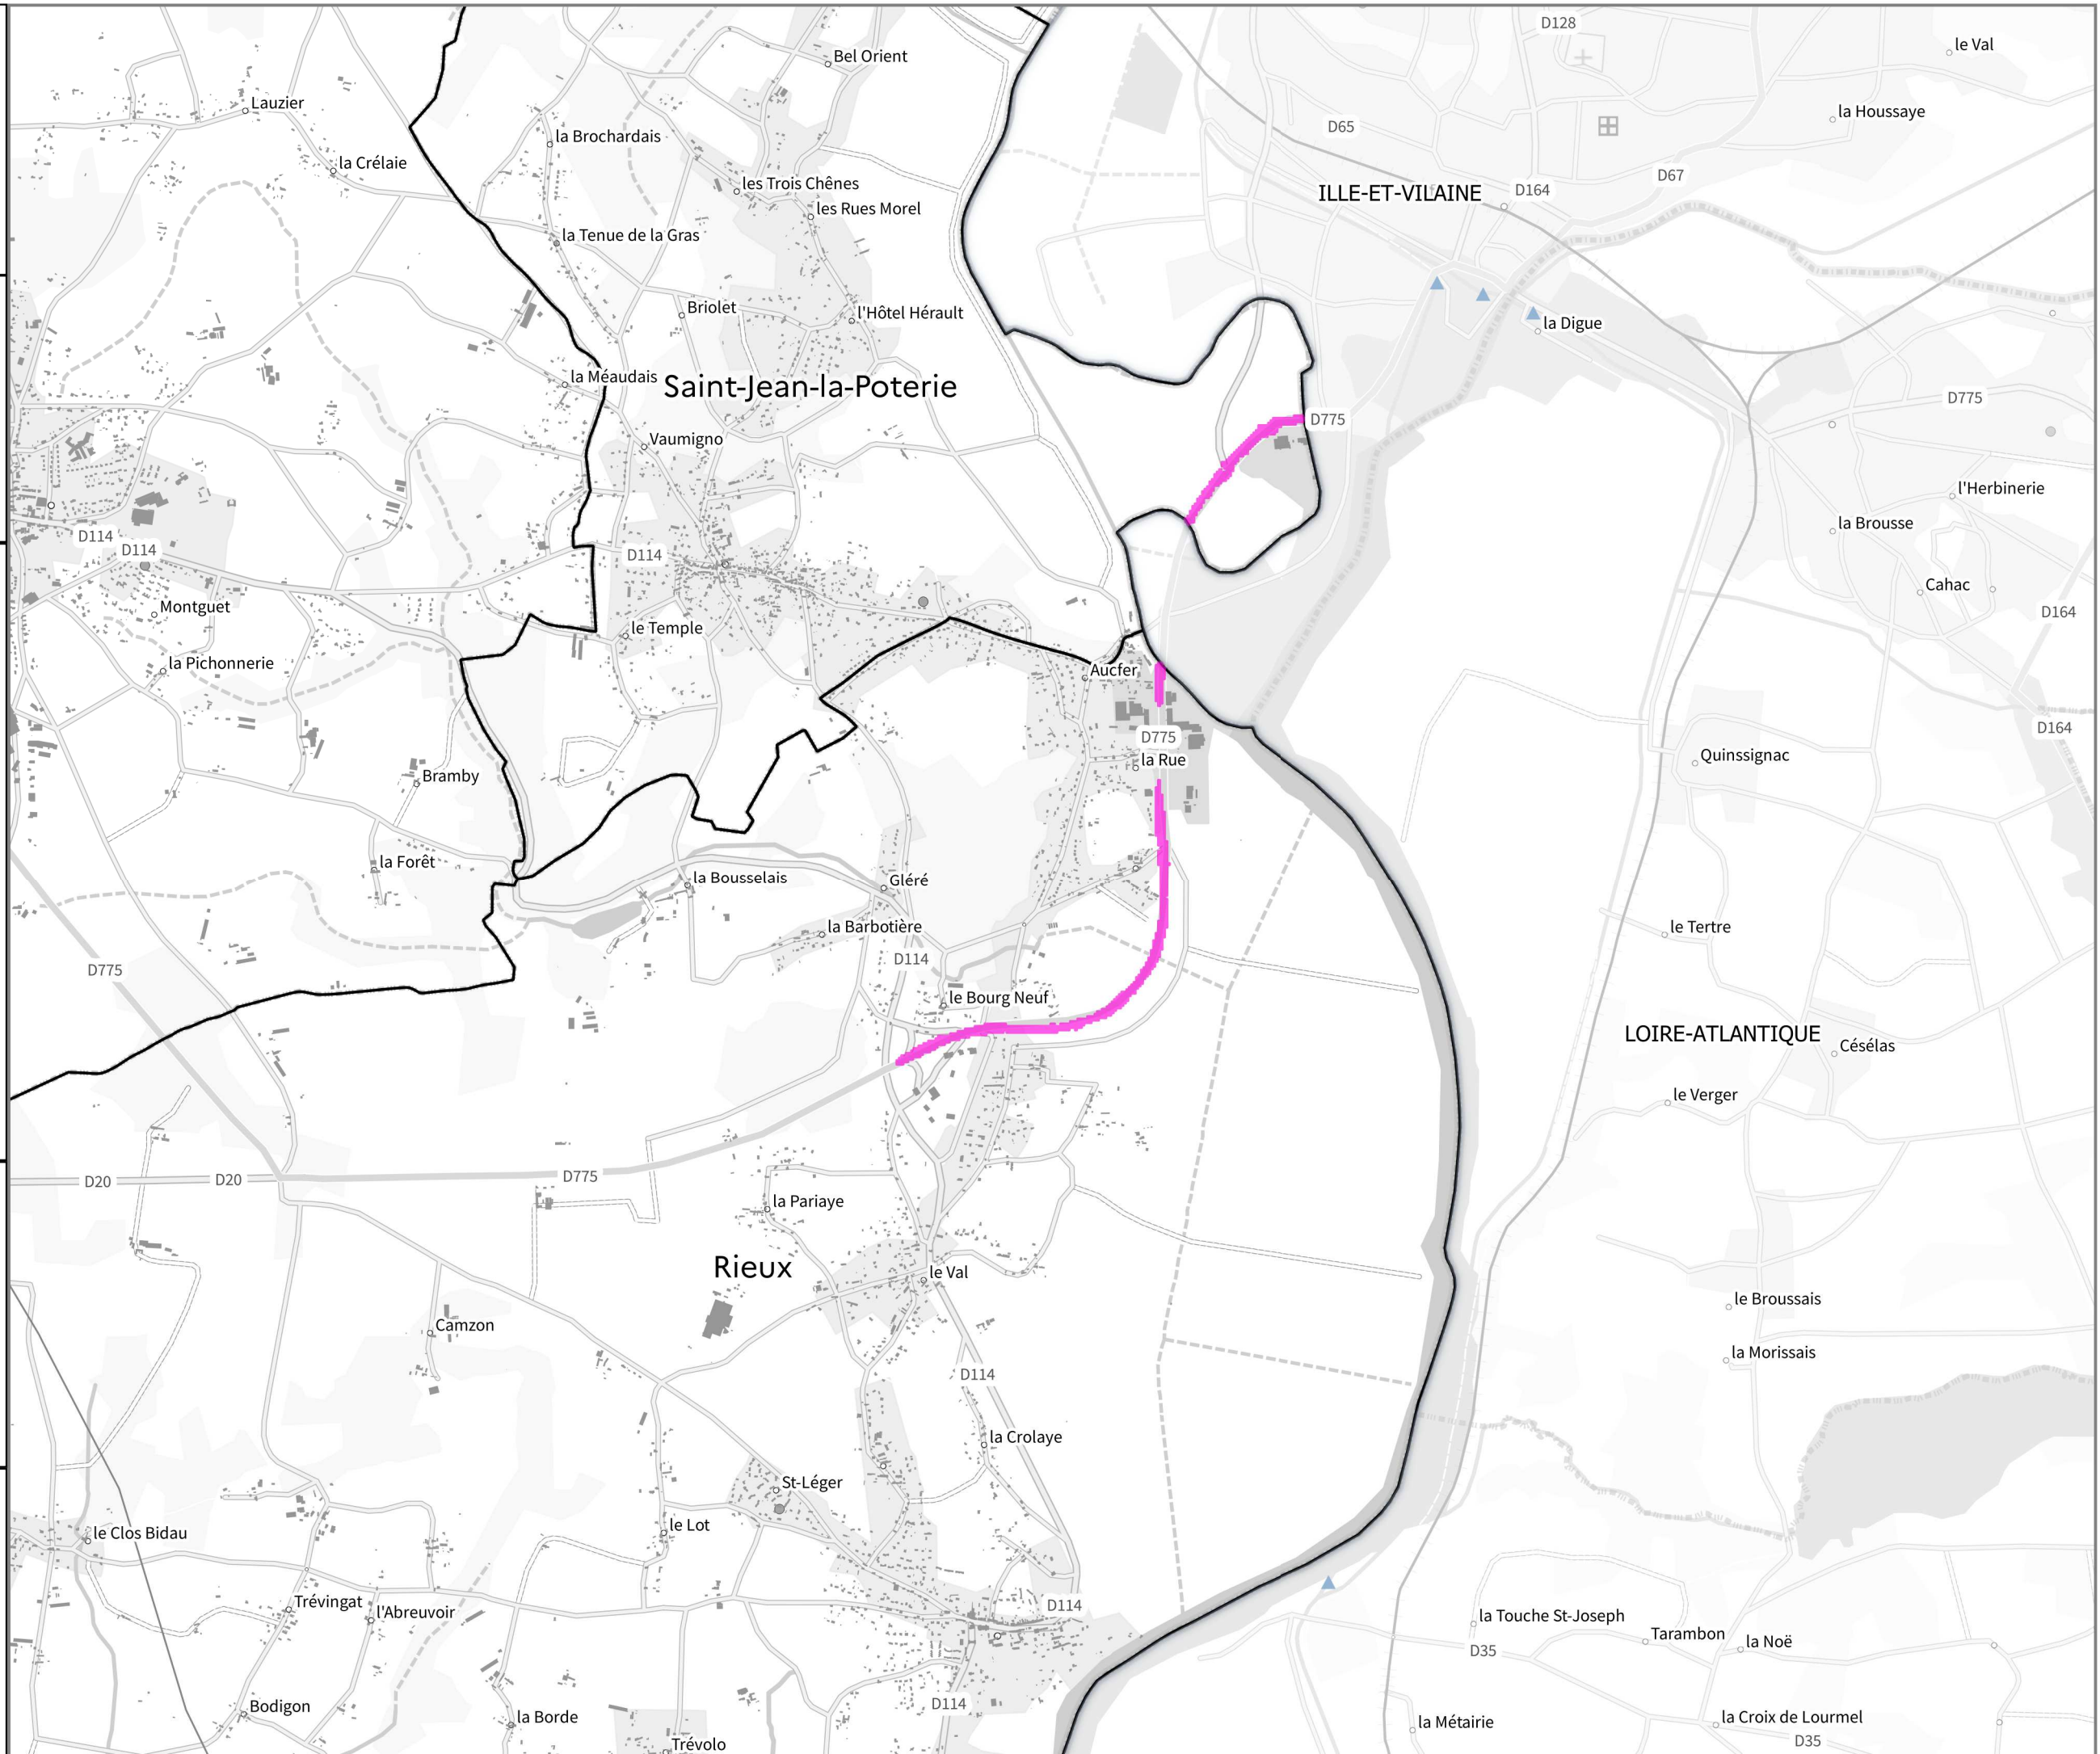 D128
le Val
Bel Orient
Lauzier
la Houssaye
D65
la Brochardais
la Crélaie
les Trois Chênes
D67
ILLE-ET-VILAINE
D164
les Rues Morel
la Tenue de la Gras
Briolet
l'Hôtel Hérault
la Digue
la Méaudais
Saint-Jean-la-Poterie
D775
D775
Vaumigno
l'Herbinerie
la Brousse
D114
D114
D114
Cahac
Montguet
D164
le Temple
la Pichonnerie
Aucfer
D164
D775
Quinssignac
la Rue
Bramby
la Forêt
la Bousselais
Gléré
la Barbotière
le Tertre
D114
D775
le Bourg Neuf
LOIRE-ATLANTIQUE
Césélas
le Verger
D775
D20
D20
la Pariaye
Rieux
le Val
le Broussais
Camzon
la Morissais
D114
la Crolaye
St-Léger
le Lot
le Clos Bidau
Trévingat
l'Abreuvoir
D114
la Touche St-Joseph
Tarambon
la Noë
D35
D114
Bodigon
la Borde
la Métairie
la Croix de Lourmel
D35
Trévolo